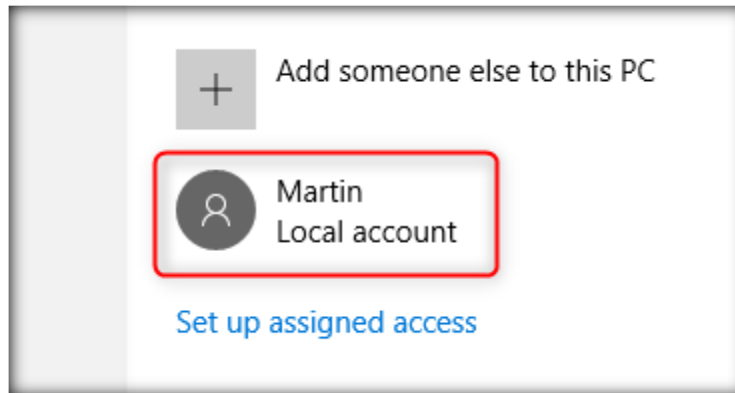 Add someone else to this PC
Martin
Local account
Set up assigned access